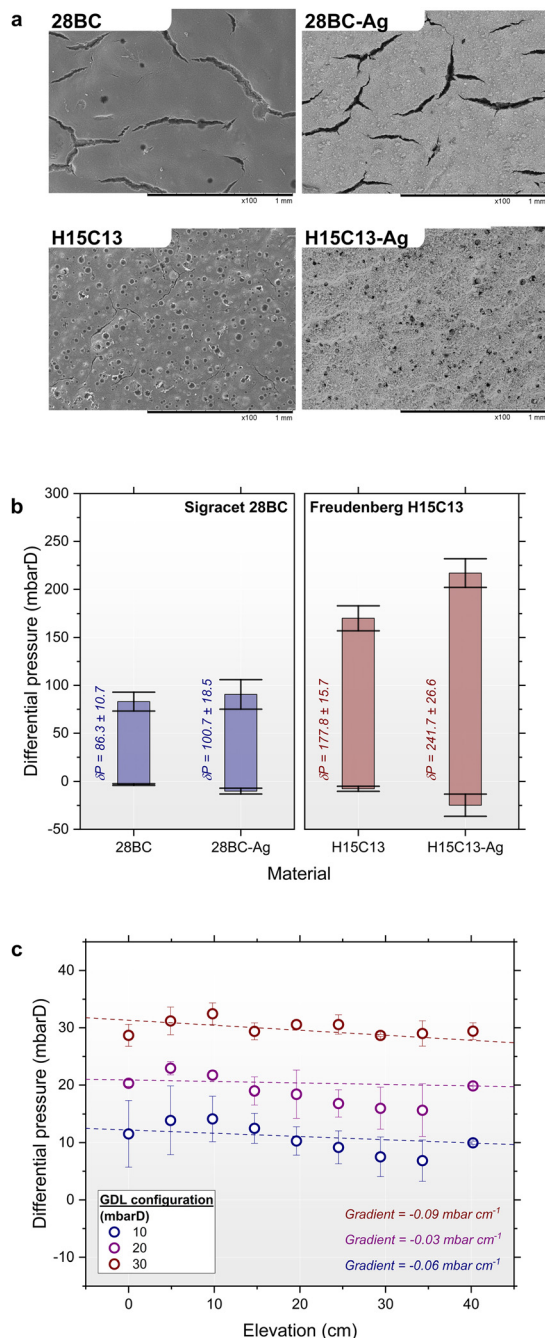 a
28BC
28BC-Ag
x100 1 mm
x100 1 mm
H15C13
H15C13-Ag
x100 1 mm
x100 1 mm
b
300
250
200
150
100
50
0
-50
Differential pressure (mbarD)
Sigracet 28BC
Freudenberg H15C13
δP = 86.3 ± 10.7
δP = 100.7 ± 18.5
δP = 177.8 ± 15.7
δP = 241.7 ± 26.6
28BC
28BC-Ag
H15C13
H15C13-Ag
Material
c
40
30
20
10
0
-10
Differential pressure (mbarD)
GDL configuration
(mbarD)
10
20
30
Gradient = -0.09 mbar cm⁻¹
Gradient = -0.03 mbar cm⁻¹
Gradient = -0.06 mbar cm⁻¹
0 10 20 30 40
Elevation (cm)